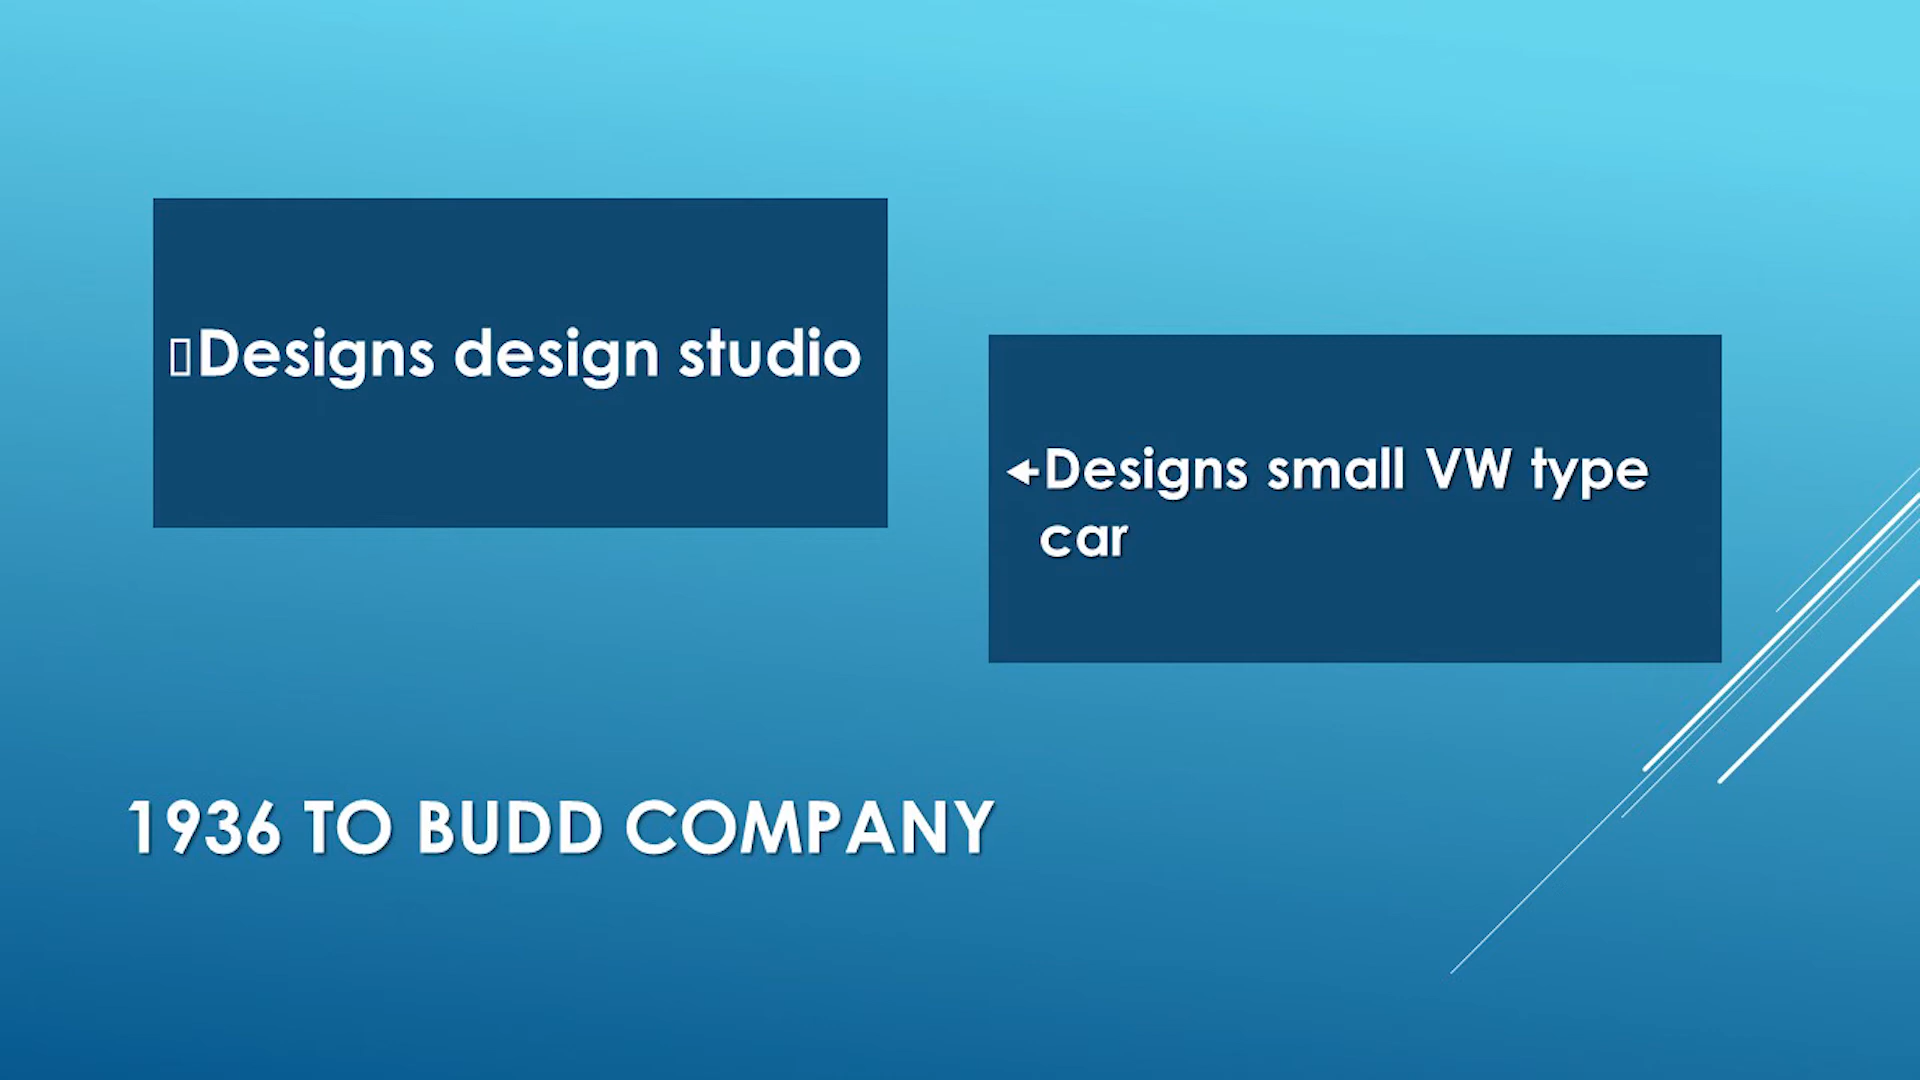 Designs design studio
Designs small VW type
car
1936 TO BUDD COMPANY